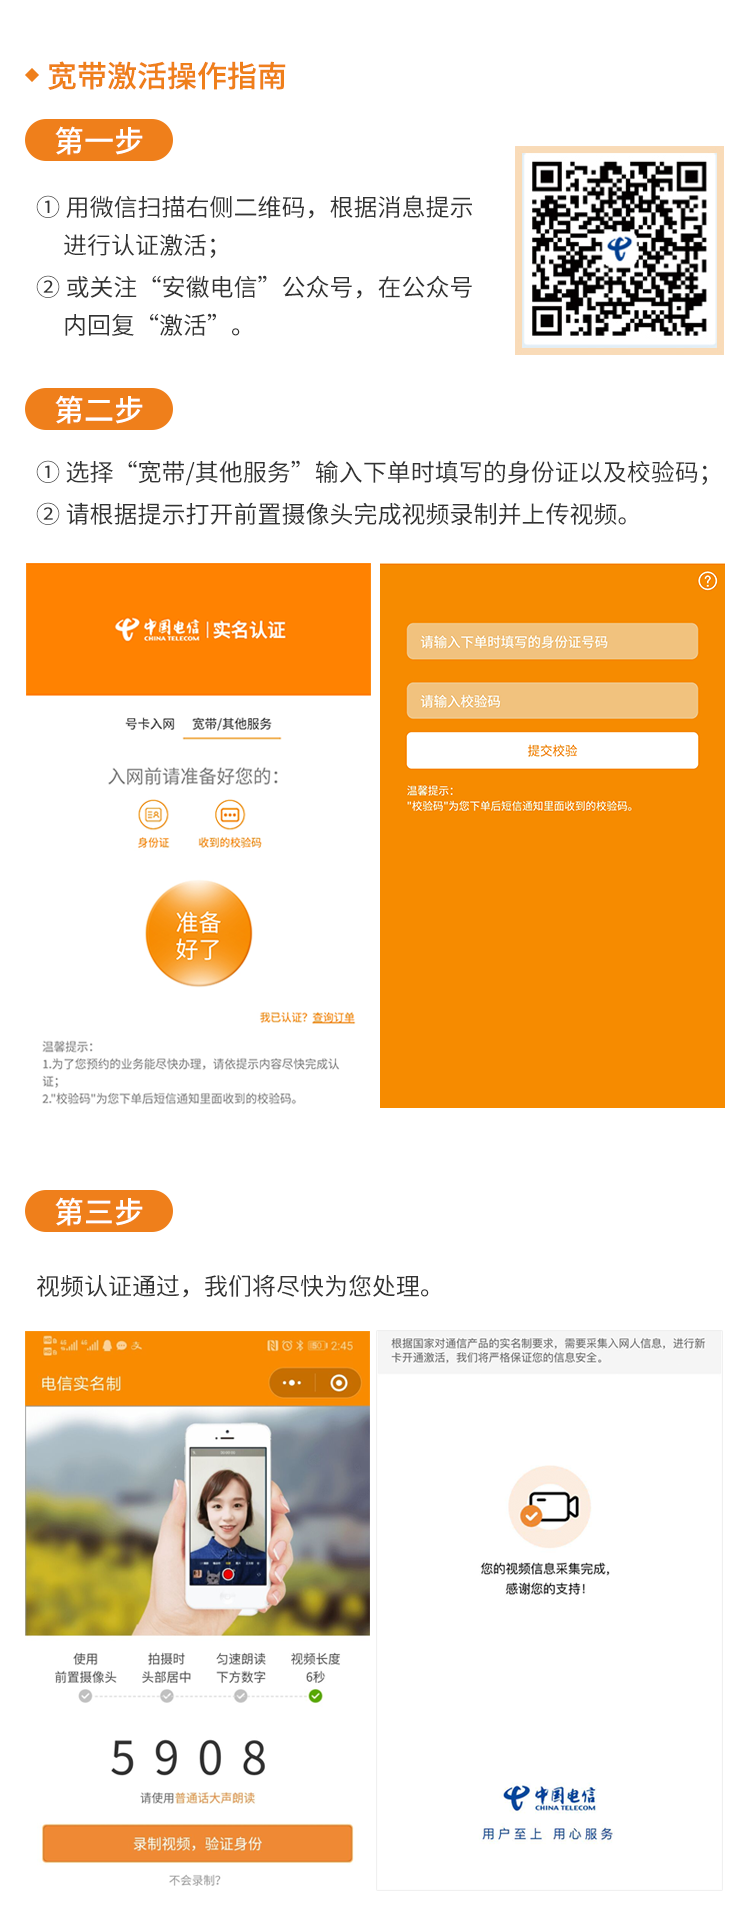 宽带激活操作指南
第一步
① 用微信扫描右侧二维码，根据消息提示
进行认证激活；
② 或关注“安徽电信”公众号，在公众号
内回复“激活”。
第二步
① 选择“宽带/其他服务”输入下单时填写的身份证以及校验码；
② 请根据提示打开前置摄像头完成视频录制并上传视频。
中国电信
CHINA TELECOM
实名认证
号卡入网 宽带/其他服务
入网前请准备好您的：
身份证 收到的校验码
准备
好了
我已认证？查询订单
温馨提示：
1.为了您预约的业务能尽快办理，请依提示内容尽快完成认
证；
2."校验码"为您下单后短信通知里面收到的校验码。
?
请输入下单时填写的身份证号码
请输入校验码
提交校验
温馨提示：
"校验码"为您下单后短信通知里面收到的校验码。
第三步
视频认证通过，我们将尽快为您处理。
2:45
电信实名制
使用
前置摄像头
拍摄时
头部居中
匀速朗读
下方数字
视频长度
6秒
5 9 0 8
请使用普通话大声朗读
录制视频，验证身份
不会录制？
根据国家对通信产品的实名制要求，需要采集入网人信息，进行新
卡开通激活，我们将严格保证您的信息安全。
您的视频信息采集完成，
感谢您的支持！
中国电信
CHINA TELECOM
用户至上 用心服务